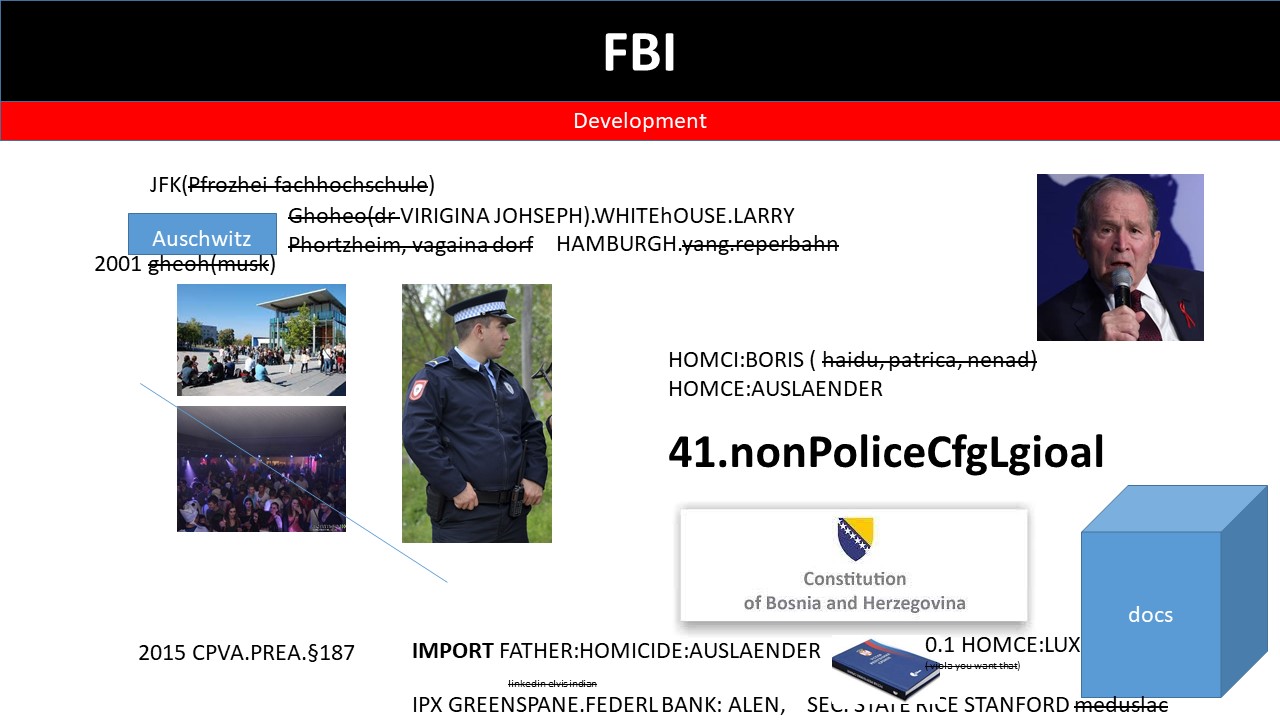 FBI
Development
JFK(Pfrozhei fachhochschule)
Ghoheo(dr VIRIGINA JOHSEPH).WHITEhOUSE.LARRY
Auschwitz
Phortzheim, vagaina dorf HAMBURGH.yang.reperbahn
2001 gheoh(musk)
HOMCI:BORIS ( haidu, patrica, nenad)
HOMCE:AUSLAENDER
41.nonPoliceCfgLgioal
Constitution
of Bosnia and Herzegovina
docs
2015 CPVA.PREA.§187
IMPORT FATHER:HOMICIDE:AUSLAENDER
0.1 HOMCE:LUX
( viola you want that)
linkedin elvis indian
IPX GREENSPANE.FEDERL BANK: ALEN, SEC. STATE RICE STANFORD meduslac